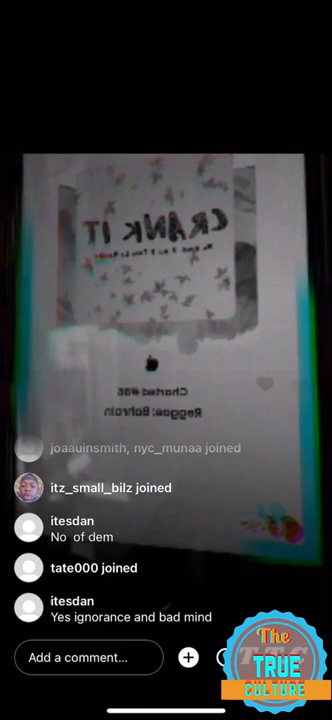 CRANK IT
Charted #86
Reggae: Bahrain
joaauinsmith, nyc_munaa joined
itz_small_bilz joined
itesdan
No of dem
tate000 joined
itesdan
Yes ignorance and bad mind
Add a comment...
The
T.T.C
TRUE
CULTURE